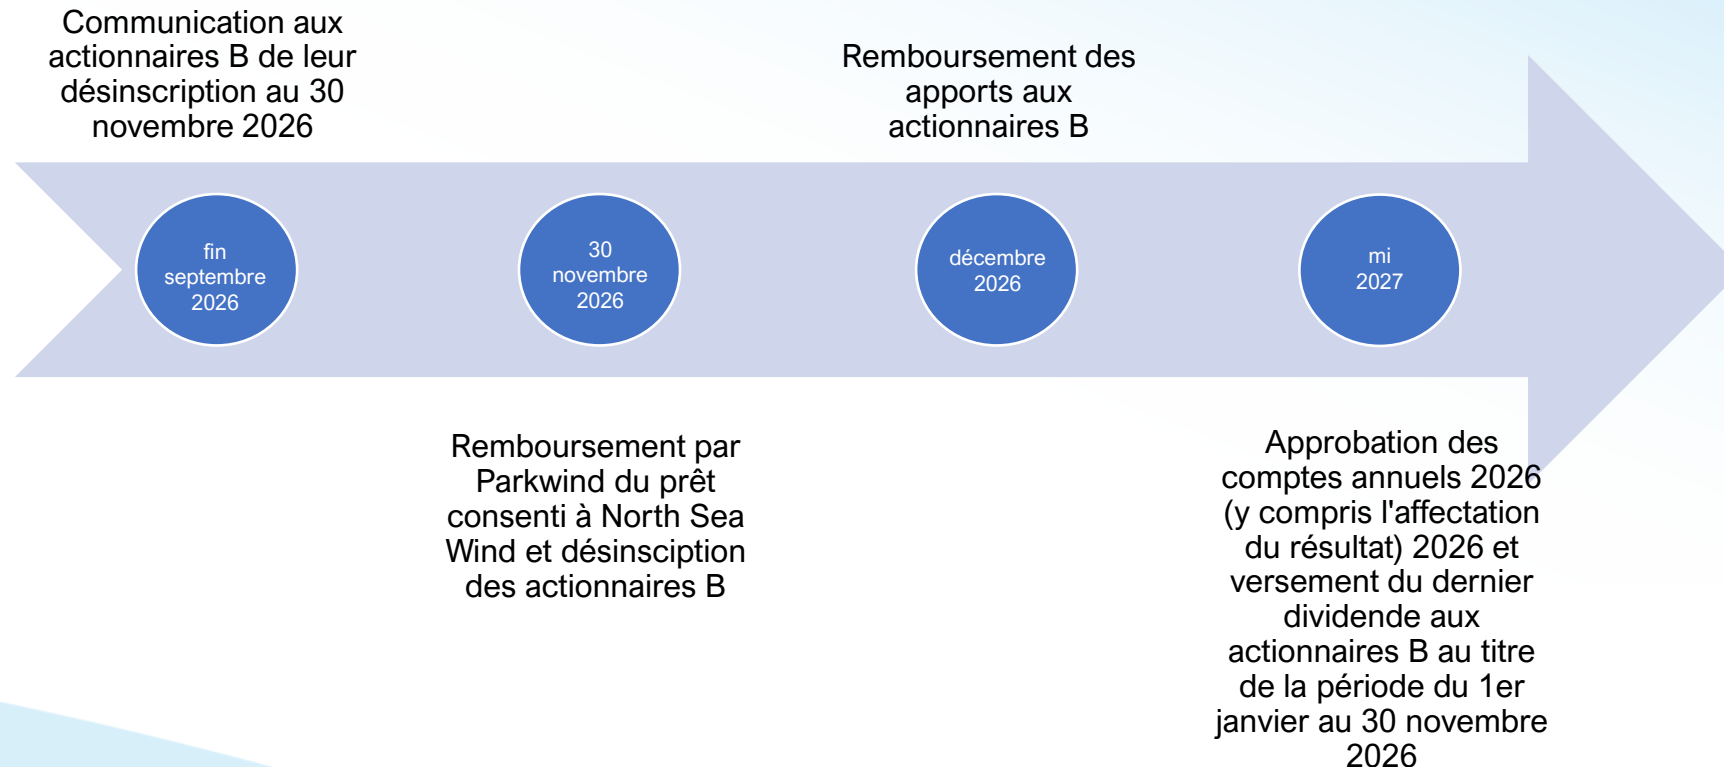 Communication aux
actionnaires B de leur
désinscription au 30
novembre 2026
fin
septembre
2026
Remboursement par
Parkwind du prêt
consenti à North Sea
Wind et désinsciption
des actionnaires B
30
novembre
2026
Remboursement des
apports aux
actionnaires B
décembre
2026
mi
2027
Approbation des
comptes annuels 2026
(y compris l'affectation
du résultat) 2026 et
versement du dernier
dividende aux
actionnaires B au titre
de la période du 1er
janvier au 30 novembre
2026